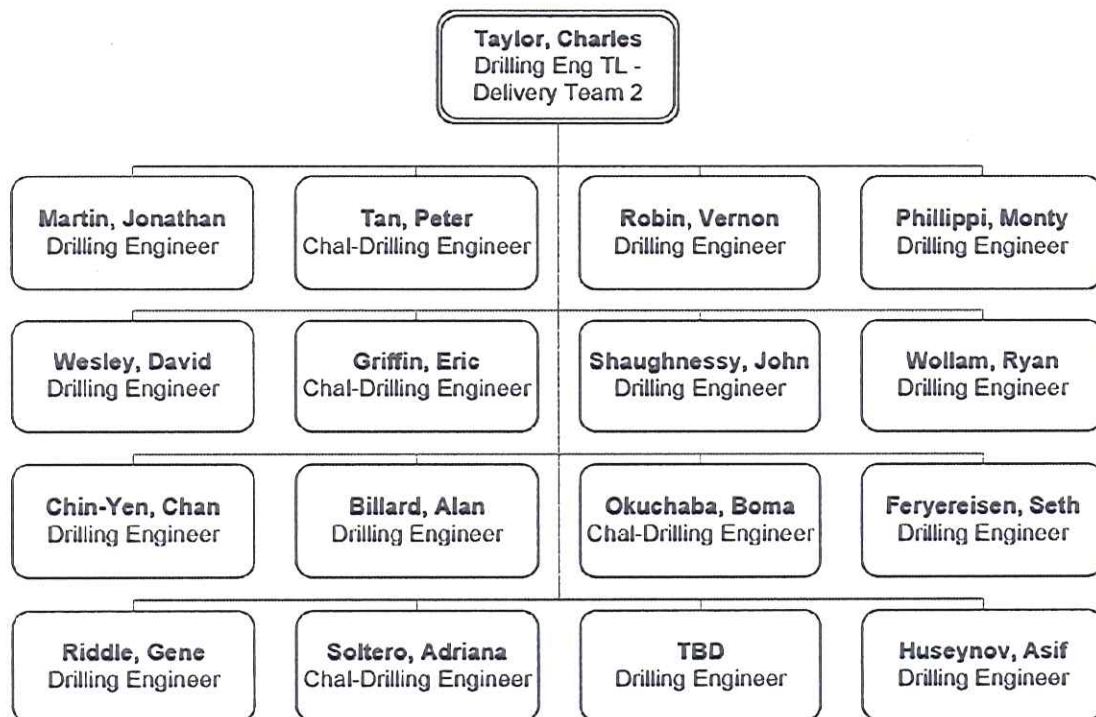 Taylor, Charles
Drilling Eng TL -
Delivery Team 2
Martin, Jonathan
Drilling Engineer
Tan, Peter
Chal-Drilling Engineer
Robin, Vernon
Drilling Engineer
Phillippi, Monty
Drilling Engineer
Wesley, David
Drilling Engineer
Griffin, Eric
Chal-Drilling Engineer
Shaughnessy, John
Drilling Engineer
Wollam, Ryan
Drilling Engineer
Chin-Yen, Chan
Drilling Engineer
Billard, Alan
Drilling Engineer
Okuchaba, Boma
Chal-Drilling Engineer
Feryereisen, Seth
Drilling Engineer
Riddle, Gene
Drilling Engineer
Soltero, Adriana
Chal-Drilling Engineer
TBD
Drilling Engineer
Huseynov, Asif
Drilling Engineer